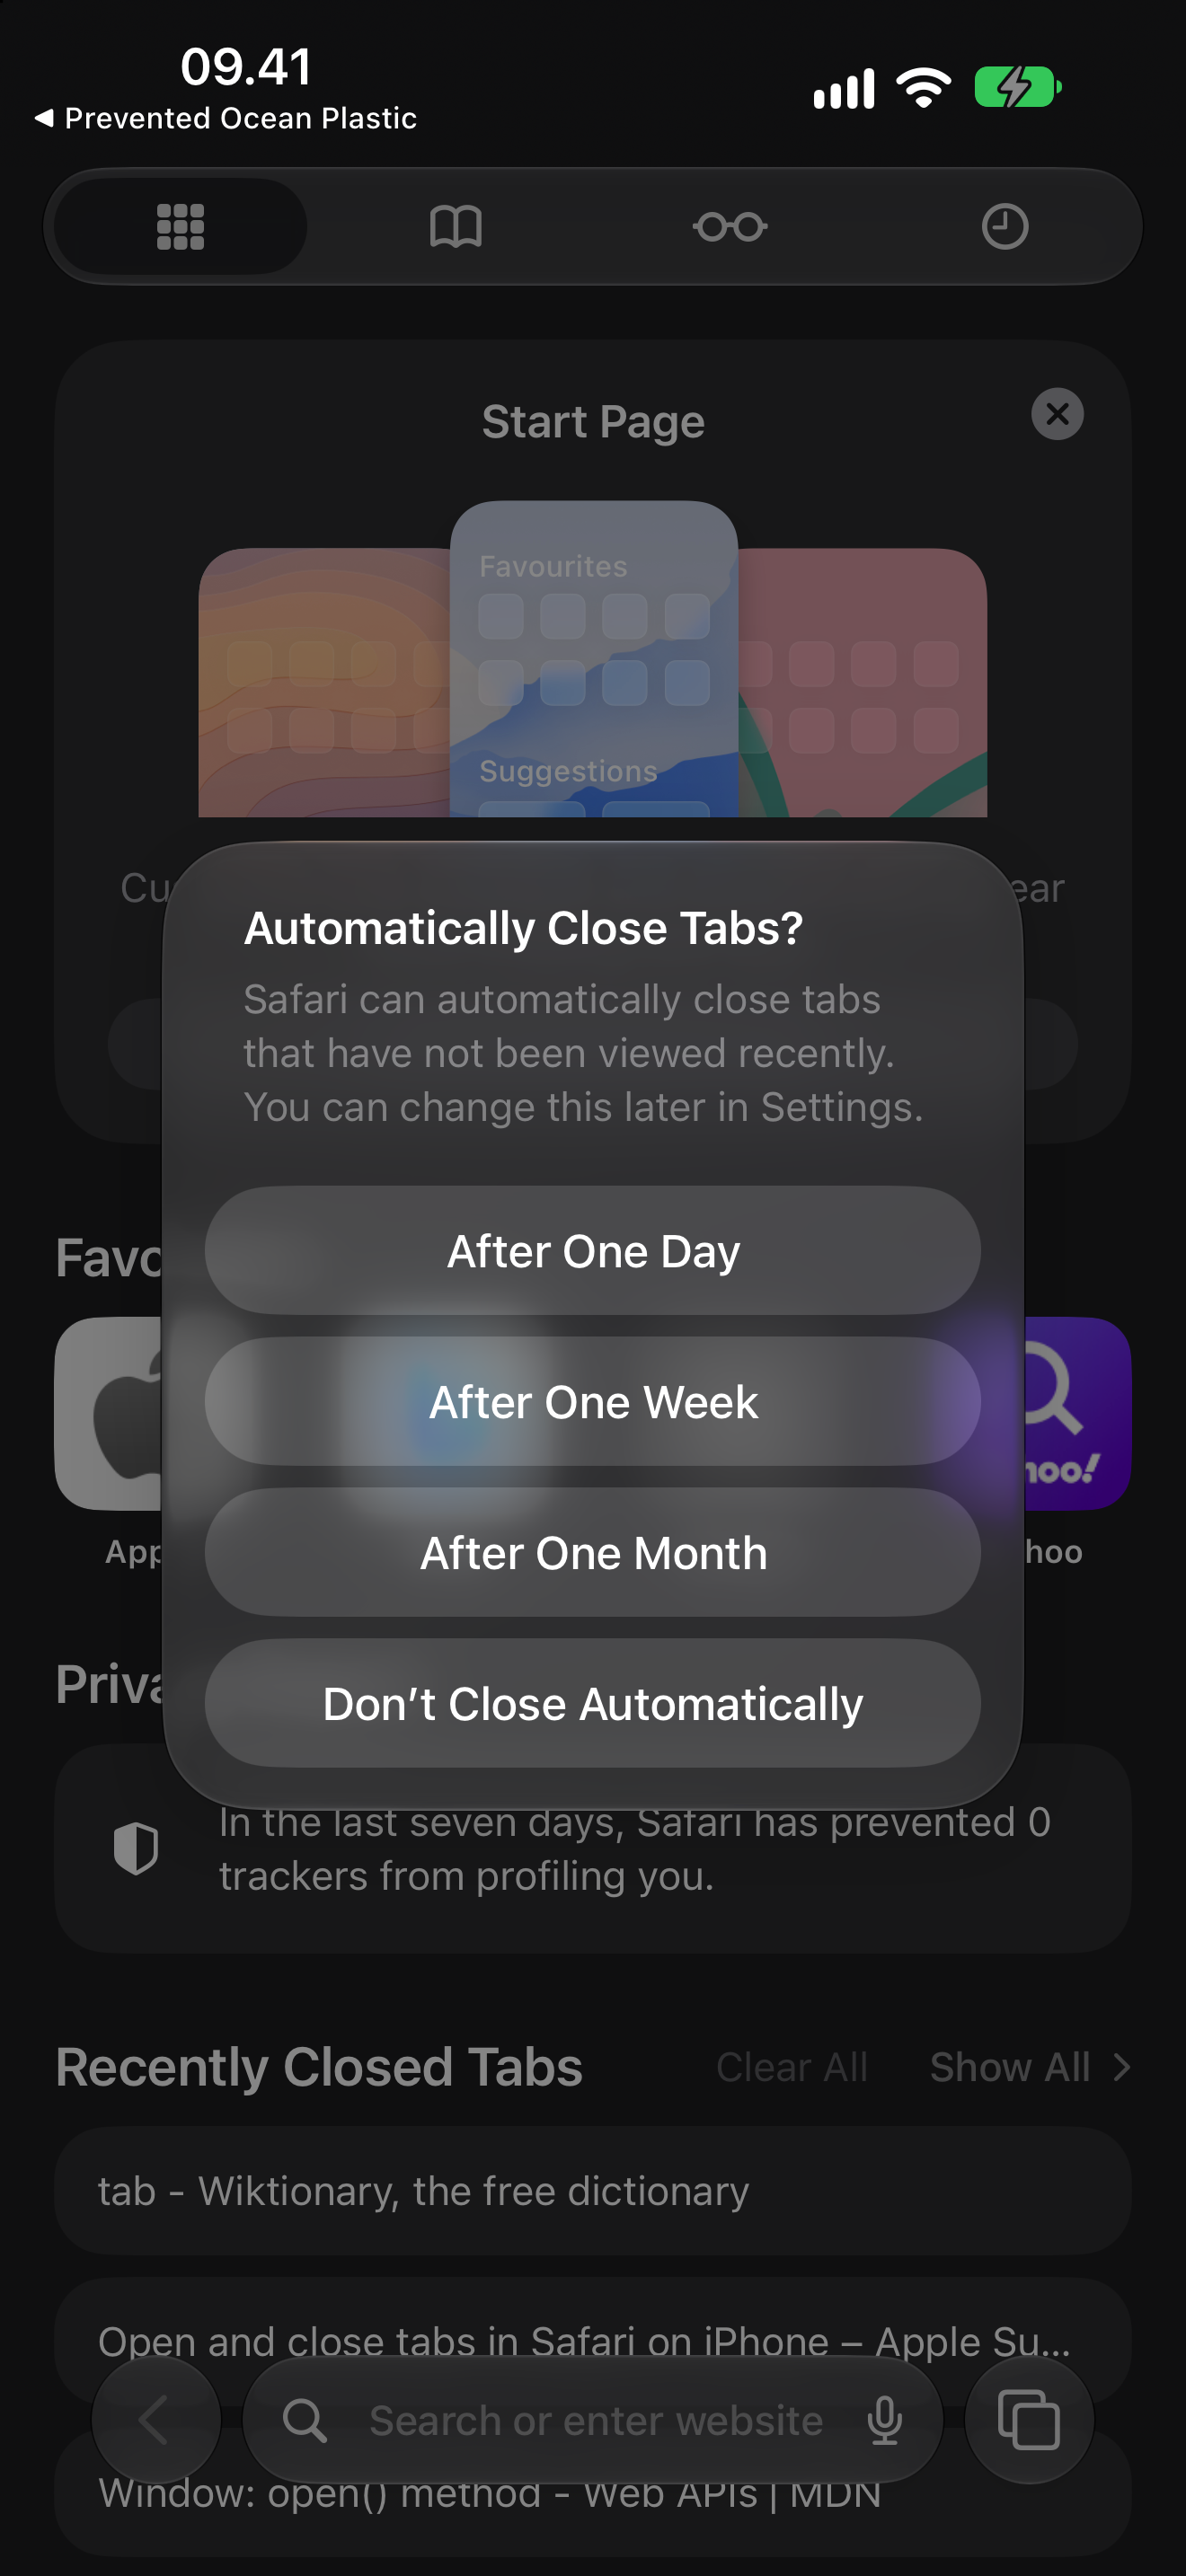 09.41
Prevented Ocean Plastic
Start Page
Favourites
Suggestions
Automatically Close Tabs?
Safari can automatically close tabs
that have not been viewed recently.
You can change this later in Settings.
After One Day
After One Week
After One Month
Don’t Close Automatically
In the last seven days, Safari has prevented 0
trackers from profiling you.
Recently Closed Tabs
Clear All
Show All
tab - Wiktionary, the free dictionary
Open and close tabs in Safari on iPhone – Apple Su...
Search or enter website
Window: open() method - Web APIs | MDN